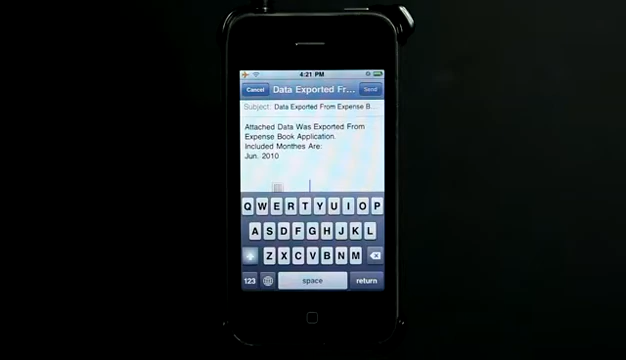 4:21 PM
Cancel
Data Exported Fr...
Send
Subject: Data Exported From Expense B...
Attached Data Was Exported From
Expense Book Application.
Included Monthes Are:
Jun. 2010
Q W E R T Y U I O P
A S D F G H J K L
Z X C V B N M
123
space
return